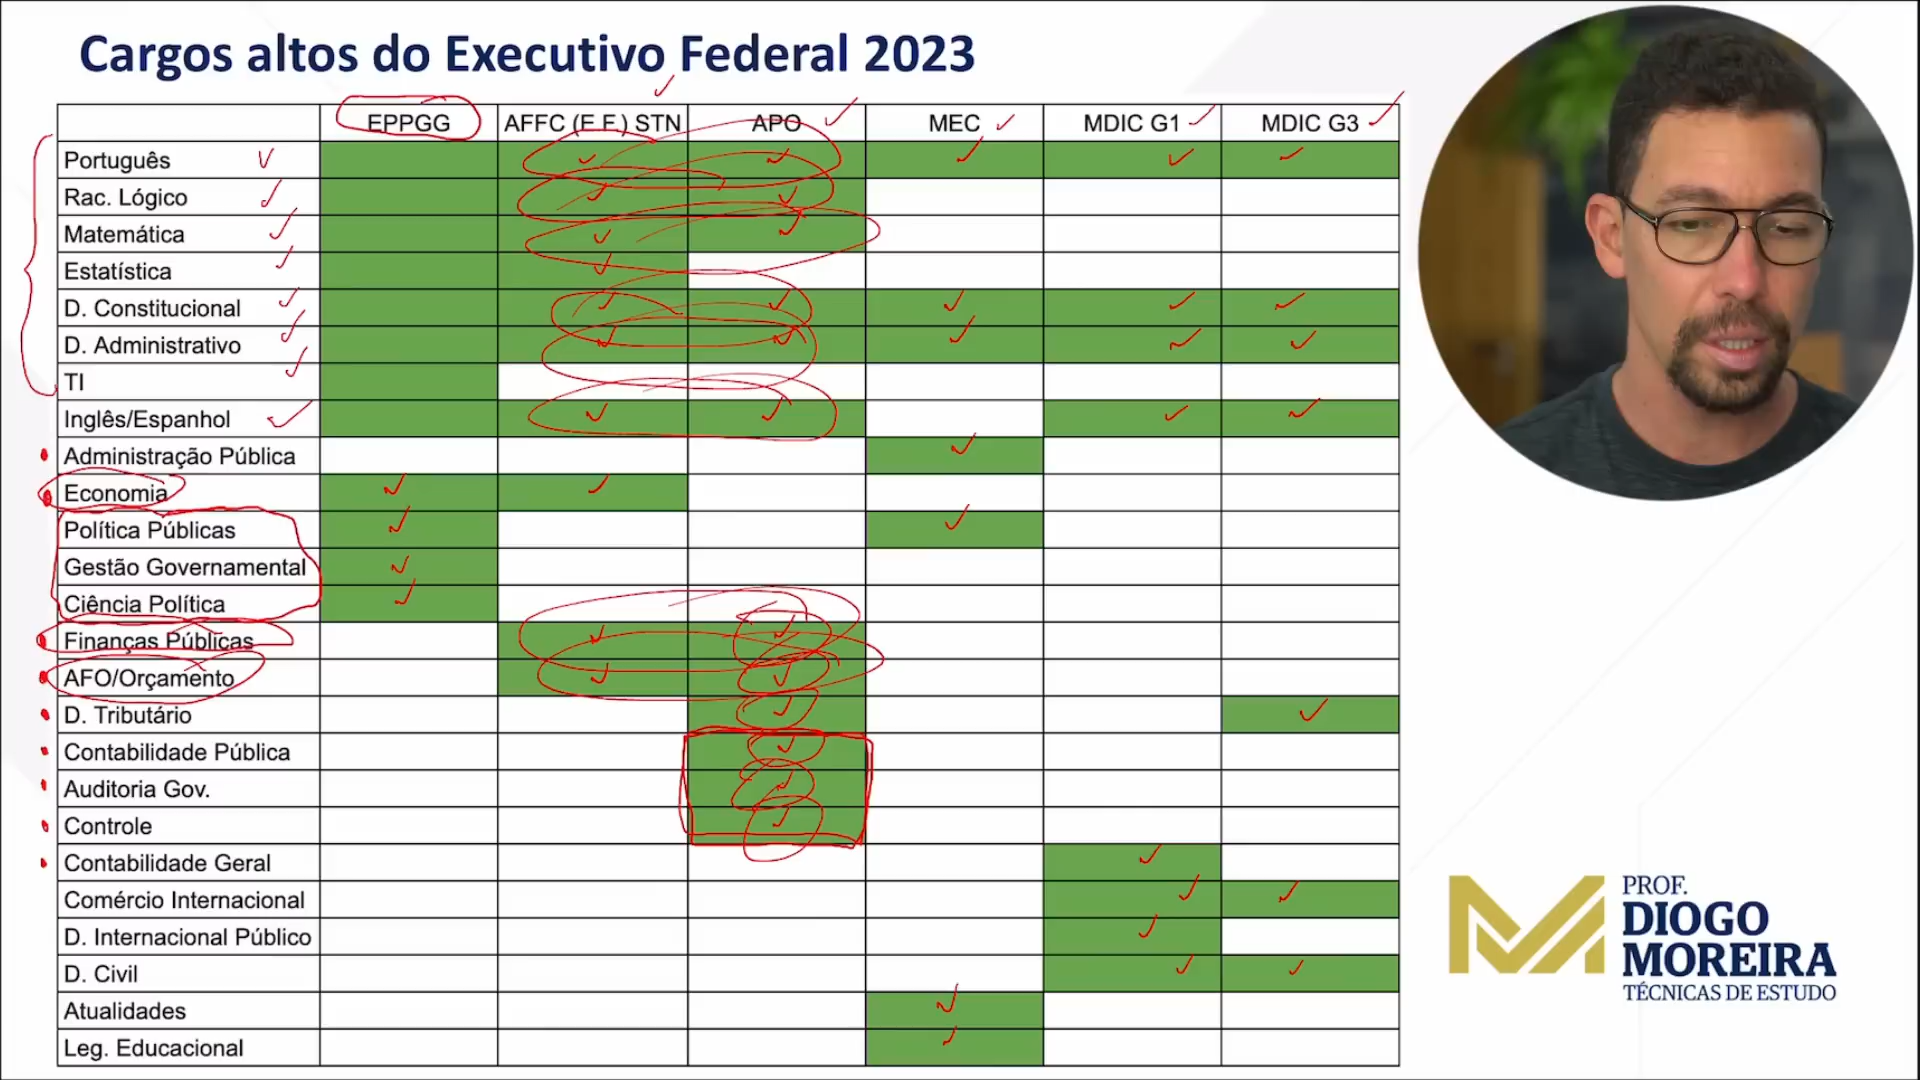 Cargos altos do Executivo Federal 2023
EPPGG AFFC (E.F.) STN APO MEC MDIC G1 MDIC G3
Português
Rac. Lógico
Matemática
Estatística
D. Constitucional
D. Administrativo
TI
Inglês/Espanhol
Administração Pública
Economia
Política Públicas
Gestão Governamental
Ciência Política
Finanças Públicas
AFO/Orçamento
D. Tributário
Contabilidade Pública
Auditoria Gov.
Controle
Contabilidade Geral
Comércio Internacional
D. Internacional Público
D. Civil
Atualidades
Leg. Educacional
PROF.
DIOGO
MOREIRA
TÉCNICAS DE ESTUDO